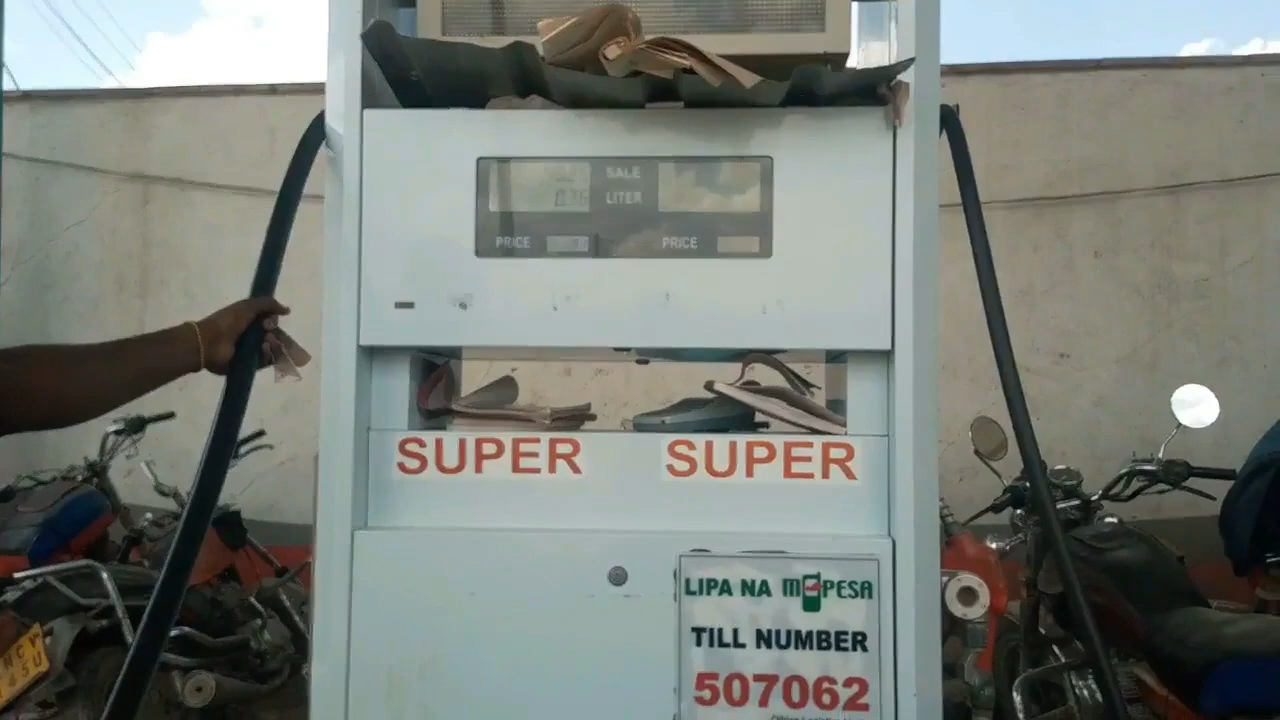 SALE
LITER
PRICE PRICE
SUPER SUPER
LIPA NA M-PESA
TILL NUMBER
507062